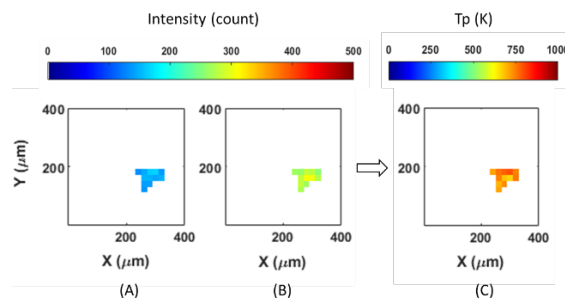 Intensity (count)
Tp (K)
0 100 200 300 400 500
0 250 500 750 1000
400 400 400
Y (μm) 200 200 200
200 400 200 400 200 400
X (μm) X (μm) X (μm)
(A) (B) (C)